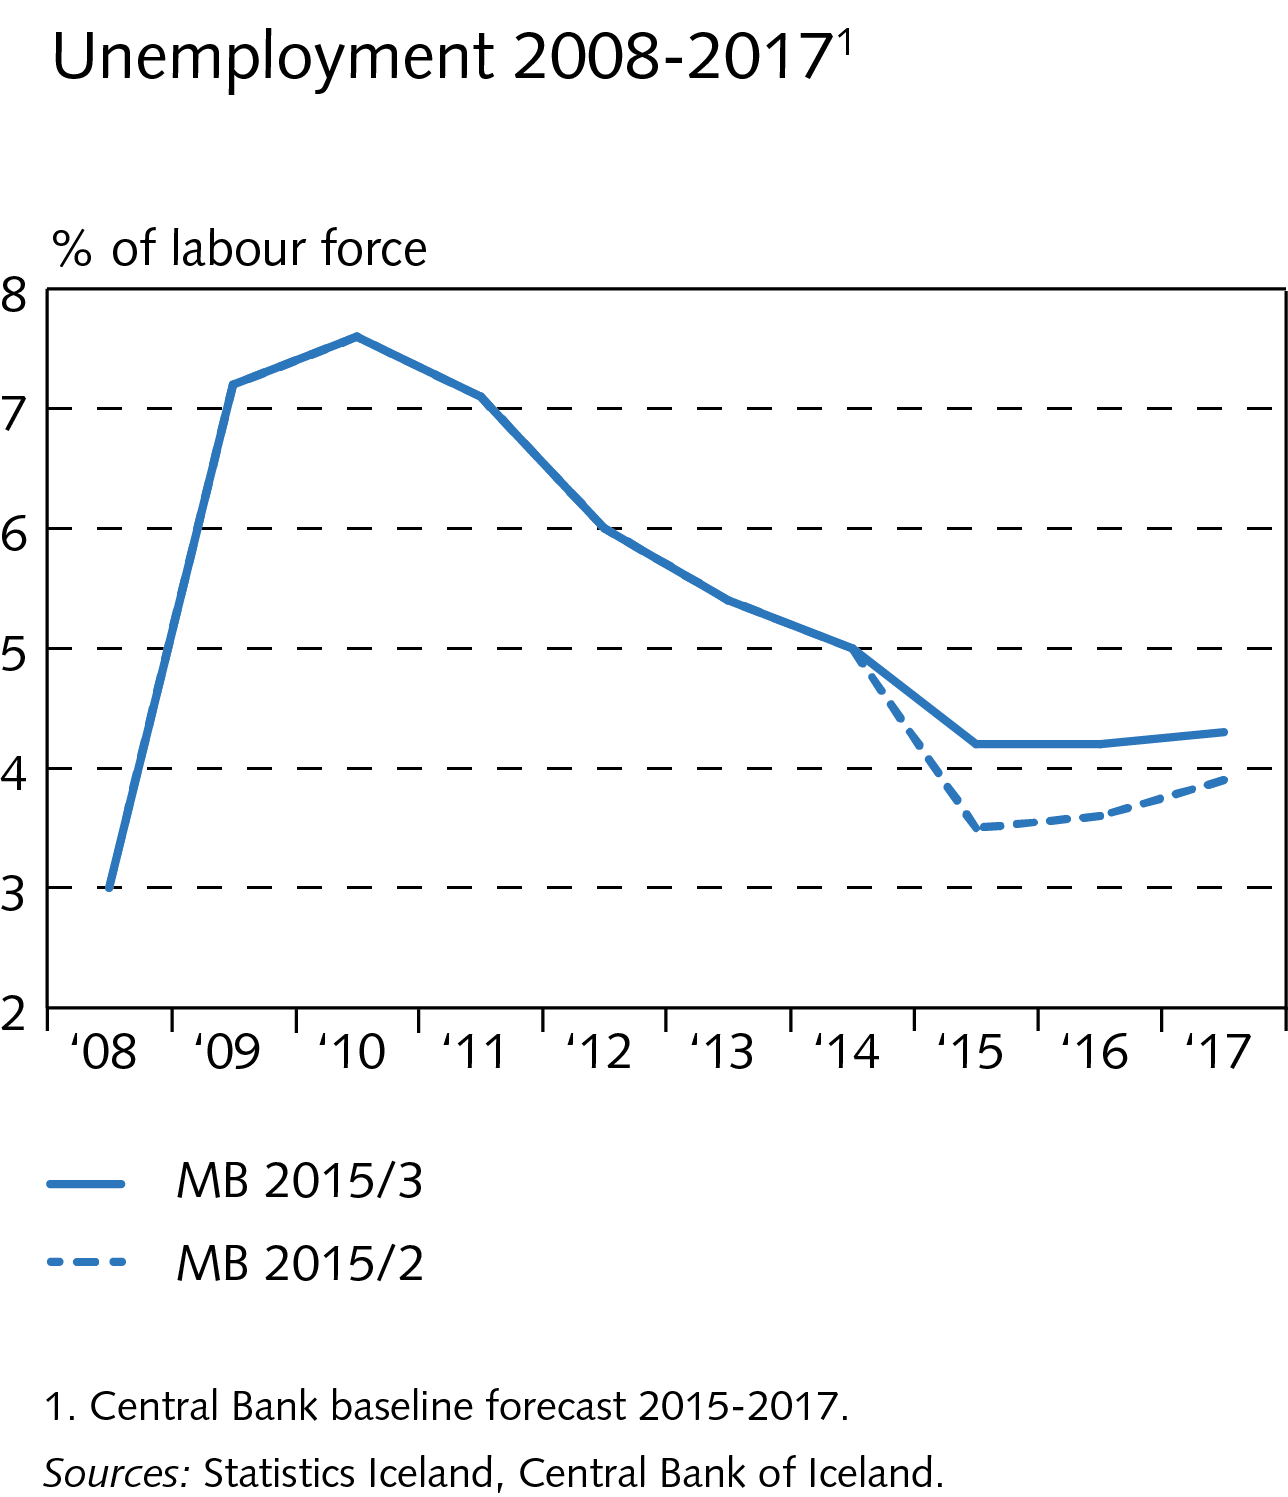 Unemployment 2008-2017¹
% of labour force
8
7
6
5
4
3
2
‘08 ‘09 ‘10 ‘11 ‘12 ‘13 ‘14 ‘15 ‘16 ‘17
MB 2015/3
MB 2015/2
1. Central Bank baseline forecast 2015-2017.
Sources: Statistics Iceland, Central Bank of Iceland.